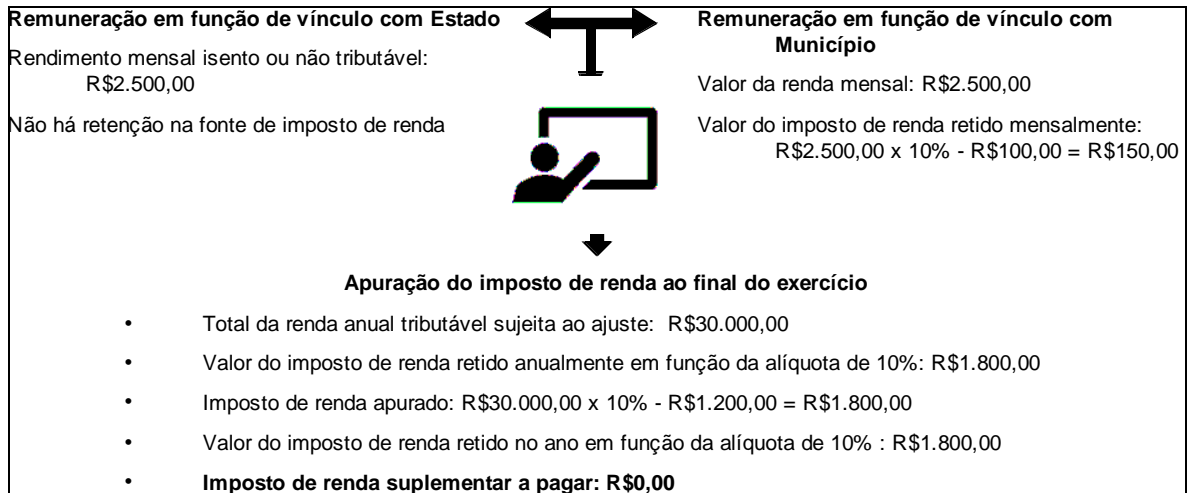 Remuneração em função de vínculo com Estado
Rendimento mensal isento ou não tributável:
R$2.500,00
Não há retenção na fonte de imposto de renda
Remuneração em função de vínculo com
Município
Valor da renda mensal: R$2.500,00
Valor do imposto de renda retido mensalmente:
R$2.500,00 x 10% - R$100,00 = R$150,00
Apuração do imposto de renda ao final do exercício
• Total da renda anual tributável sujeita ao ajuste: R$30.000,00
• Valor do imposto de renda retido anualmente em função da alíquota de 10%: R$1.800,00
• Imposto de renda apurado: R$30.000,00 x 10% - R$1.200,00 = R$1.800,00
• Valor do imposto de renda retido no ano em função da alíquota de 10% : R$1.800,00
• Imposto de renda suplementar a pagar: R$0,00